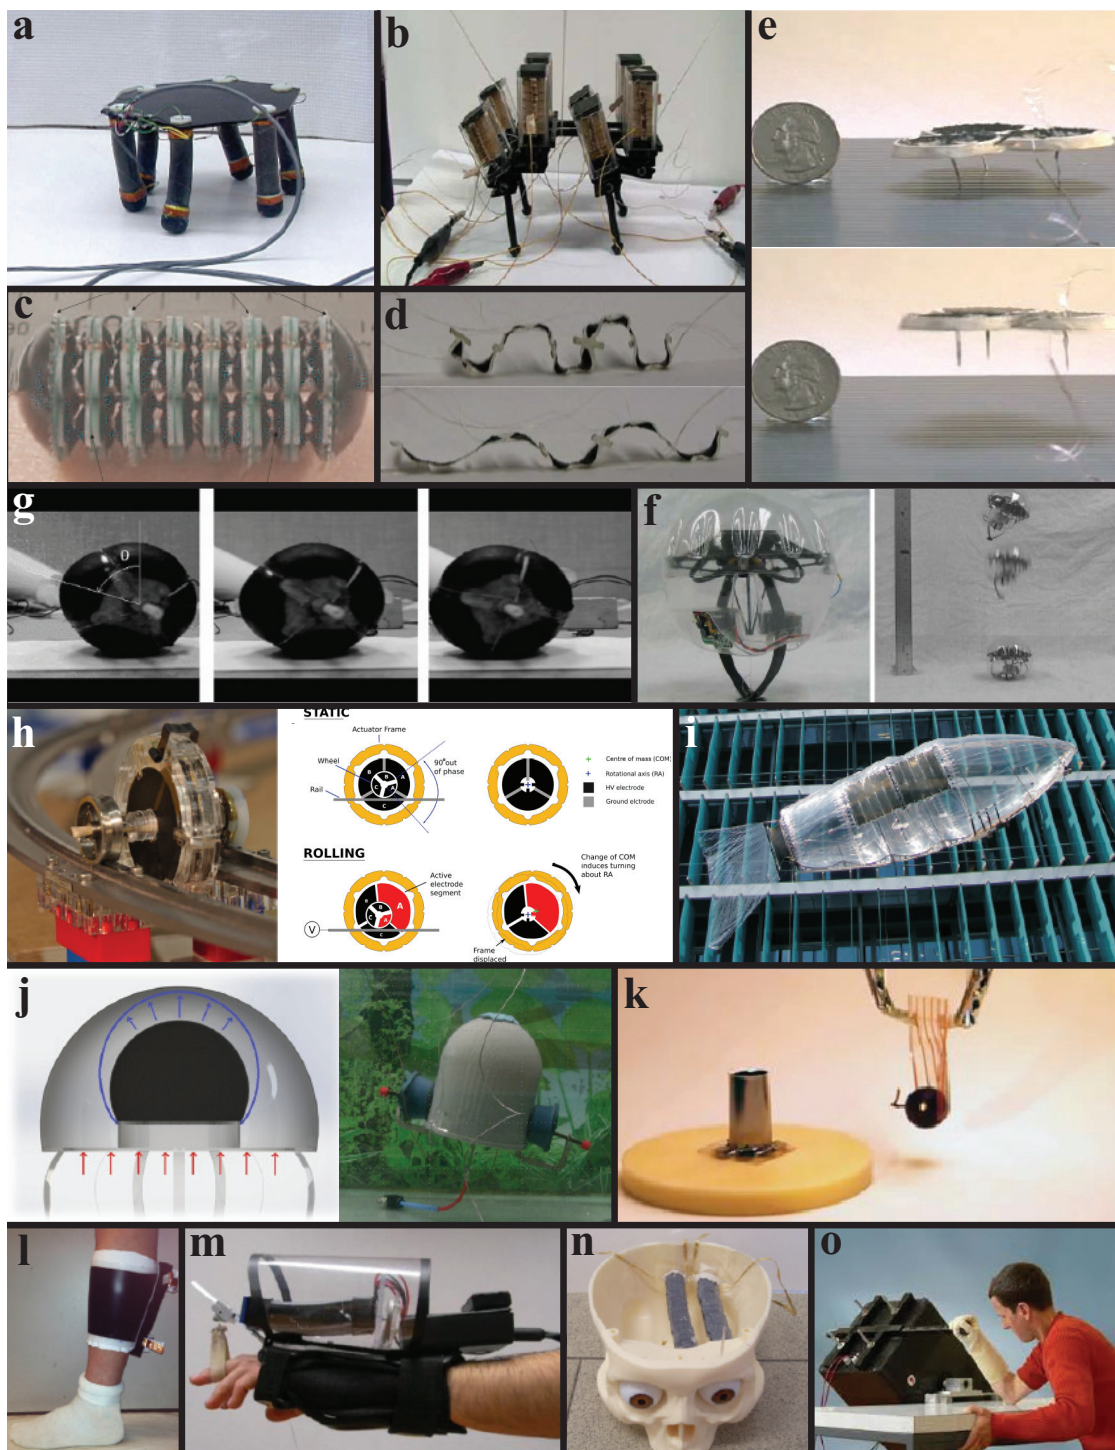 a
b
e
c
d
g
θ
f
h
STATIC
Actuator Frame
Wheel
Rail
90° out
of phase
B
A
B
C
A
C
Centre of mass (COM)
Rotational axis (RA)
HV electrode
Ground elctrode
ROLLING
Active
electrode
segment
Change of COM
induces turning
about RA
B
A
B
C
A
C
V
Frame
displaced
i
j
k
l
m
n
o